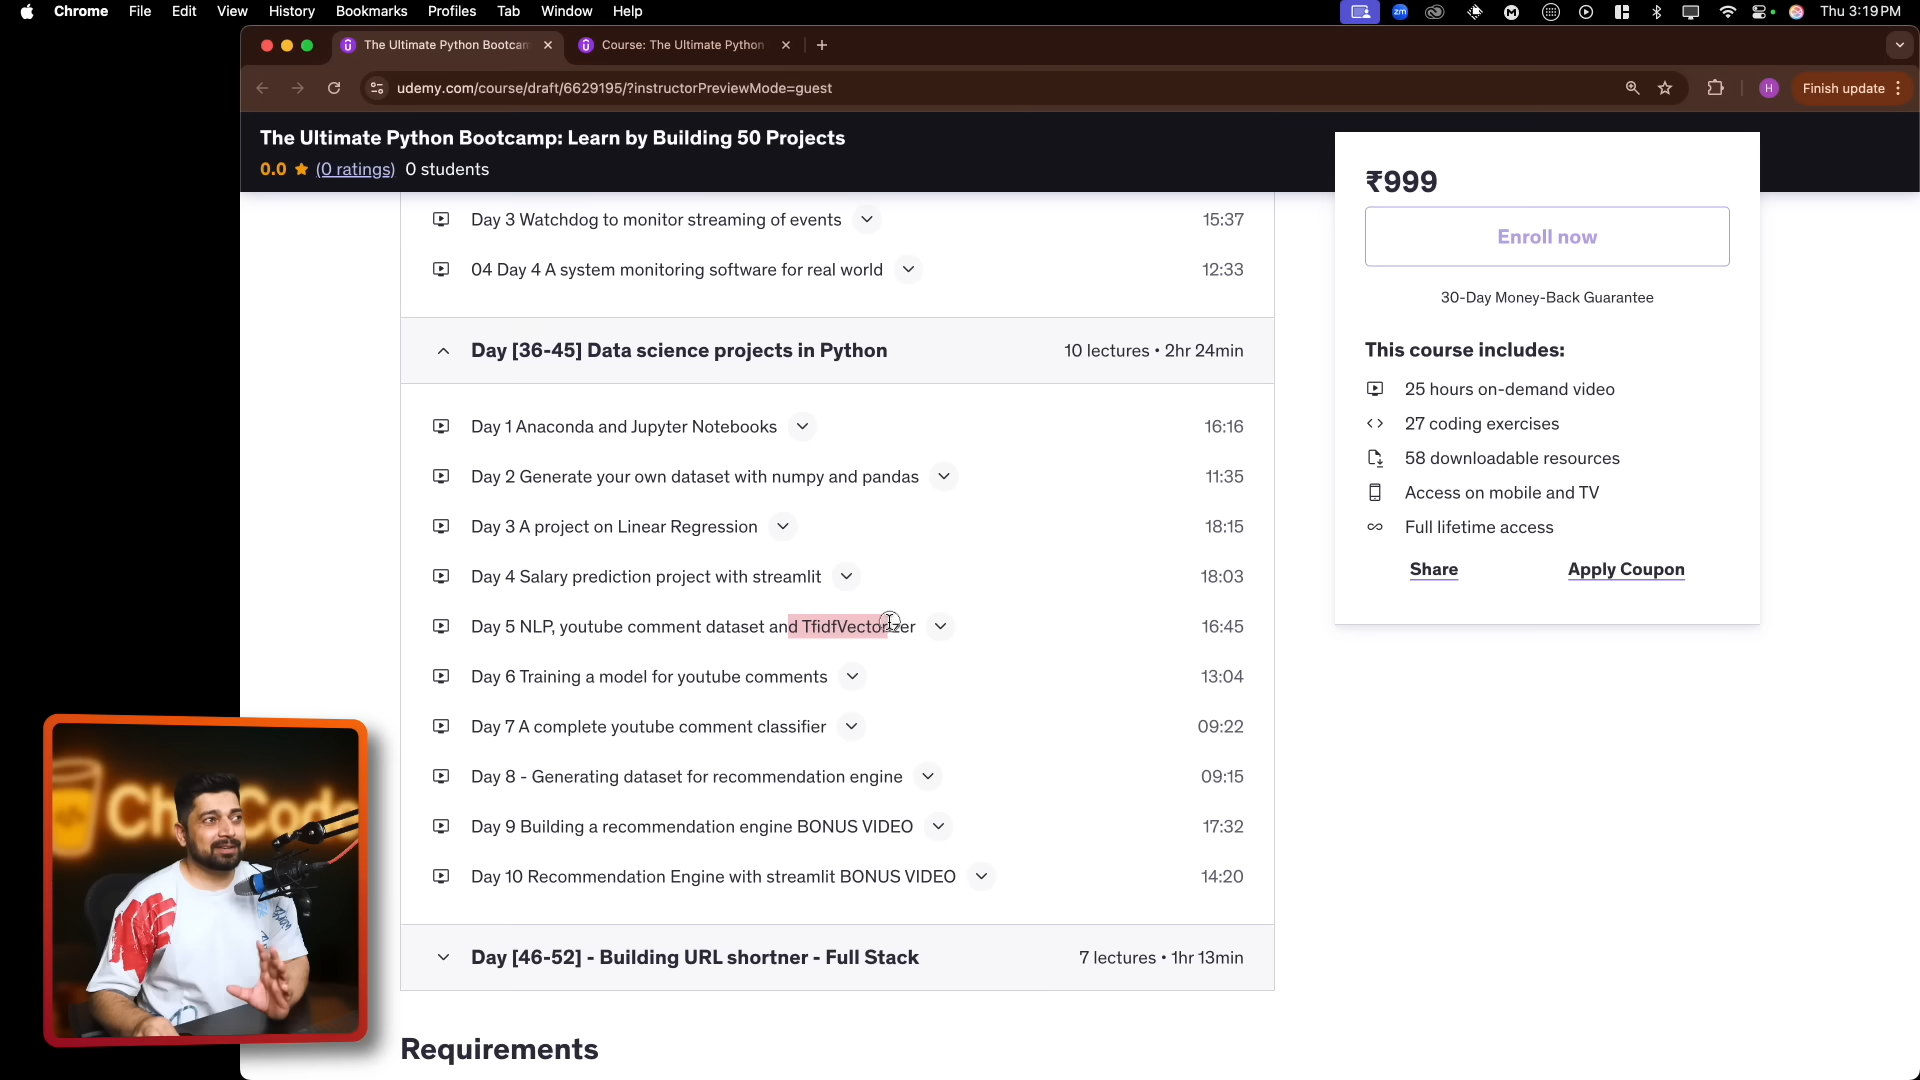 Chrome File Edit View History Bookmarks Profiles Tab Window Help
zm
Thu 3:19 PM
The Ultimate Python Bootcam
Course: The Ultimate Python
udemy.com/course/draft/6629195/?instructorPreviewMode=guest
H
Finish update
The Ultimate Python Bootcamp: Learn by Building 50 Projects
0.0 (0 ratings) 0 students
Day 3 Watchdog to monitor streaming of events 15:37
04 Day 4 A system monitoring software for real world 12:33
Day [36-45] Data science projects in Python 10 lectures • 2hr 24min
Day 1 Anaconda and Jupyter Notebooks 16:16
Day 2 Generate your own dataset with numpy and pandas 11:35
Day 3 A project on Linear Regression 18:15
Day 4 Salary prediction project with streamlit 18:03
Day 5 NLP, youtube comment dataset and TfidfVectorizer 16:45
Day 6 Training a model for youtube comments 13:04
Day 7 A complete youtube comment classifier 09:22
Day 8 - Generating dataset for recommendation engine 09:15
Day 9 Building a recommendation engine BONUS VIDEO 17:32
Day 10 Recommendation Engine with streamlit BONUS VIDEO 14:20
Day [46-52] - Building URL shortner - Full Stack 7 lectures • 1hr 13min
Requirements
₹999
Enroll now
30-Day Money-Back Guarantee
This course includes:
25 hours on-demand video
27 coding exercises
58 downloadable resources
Access on mobile and TV
Full lifetime access
Share Apply Coupon